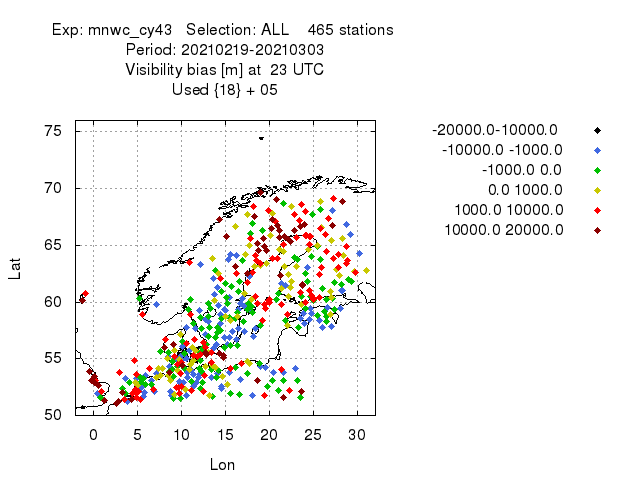 Exp: mnwc_cy43 Selection: ALL 465 stations
Period: 20210219-20210303
Visibility bias [m] at 23 UTC
Used {18} + 05
-20000.0-10000.0
-10000.0 -1000.0
-1000.0 0.0
0.0 1000.0
1000.0 10000.0
10000.0 20000.0
75
70
65
60
55
50
Lat
0 5 10 15 20 25 30
Lon